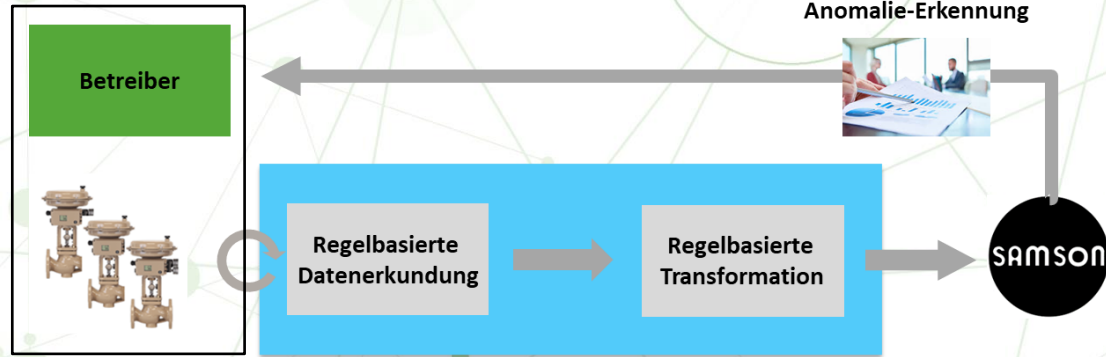 Anomalie-Erkennung
Betreiber
Regelbasierte
Datenerkundung
Regelbasierte
Transformation
SAMSON